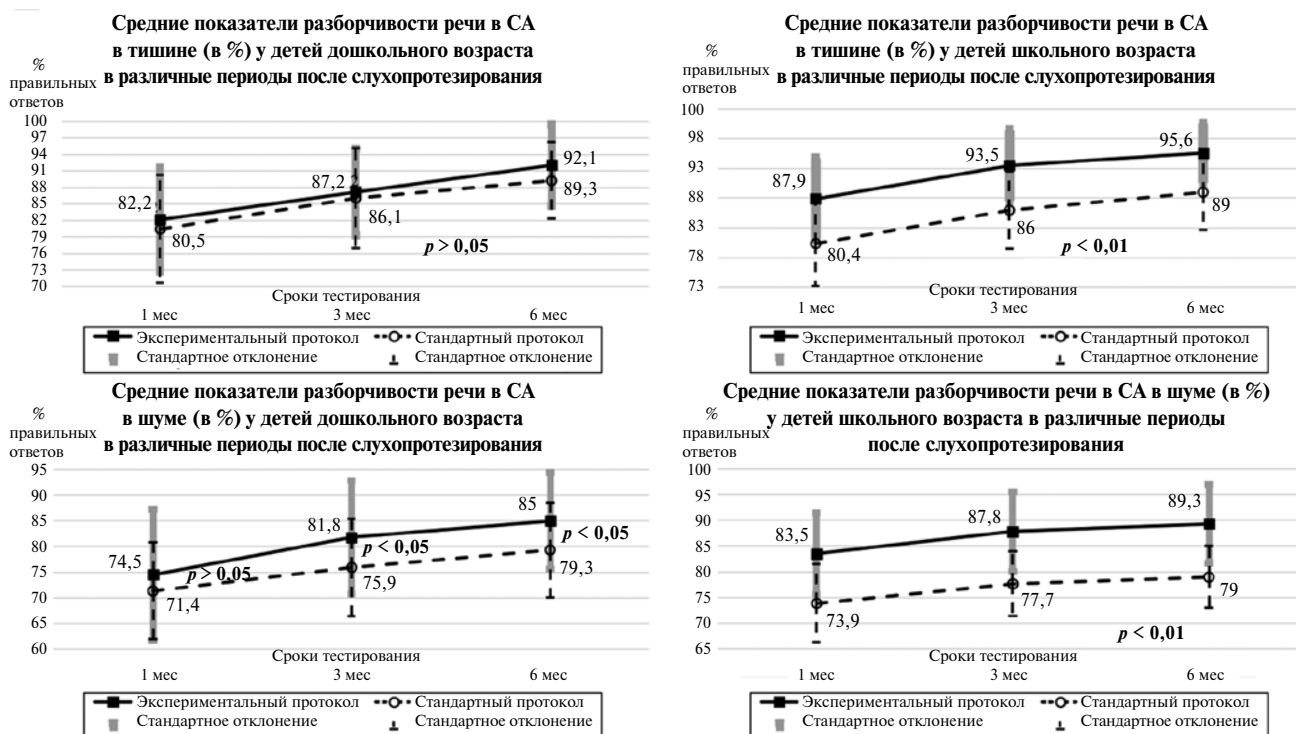 Средние показатели разборчивости речи в СА
в тишине (в %) у детей дошкольного возраста
в различные периоды после слухопротезирования
%
правильных
ответов
100
97
94
91
88
85
82
79
76
73
70
82,2
80,5
87,2
86,1
92,1
89,3
p > 0,05
Сроки тестирования
1 мес
3 мес
6 мес
Экспериментальный протокол
Стандартный протокол
Стандартное отклонение
Стандартное отклонение
Средние показатели разборчивости речи в СА
в тишине (в %) у детей школьного возраста
в различные периоды после слухопротезирования
%
правильных
ответов
100
98
93
88
83
78
73
87,9
80,4
93,5
86
95,6
89
p < 0,01
Сроки тестирования
1 мес
3 мес
6 мес
Экспериментальный протокол
Стандартный протокол
Стандартное отклонение
Стандартное отклонение
Средние показатели разборчивости речи в СА
в шуме (в %) у детей дошкольного возраста
в различные периоды после слухопротезирования
%
правильных
ответов
95
90
85
80
75
70
65
60
74,5
71,4
p > 0,05
81,8
75,9
p < 0,05
85
79,3
p < 0,05
Сроки тестирования
1 мес
3 мес
6 мес
Экспериментальный протокол
Стандартный протокол
Стандартное отклонение
Стандартное отклонение
Средние показатели разборчивости речи в СА в шуме (в %)
у детей школьного возраста в различные периоды
после слухопротезирования
%
правильных
ответов
100
95
90
85
80
75
70
65
83,5
73,9
87,8
77,7
89,3
79
p < 0,01
Сроки тестирования
1 мес
3 мес
6 мес
Экспериментальный протокол
Стандартный протокол
Стандартное отклонение
Стандартное отклонение